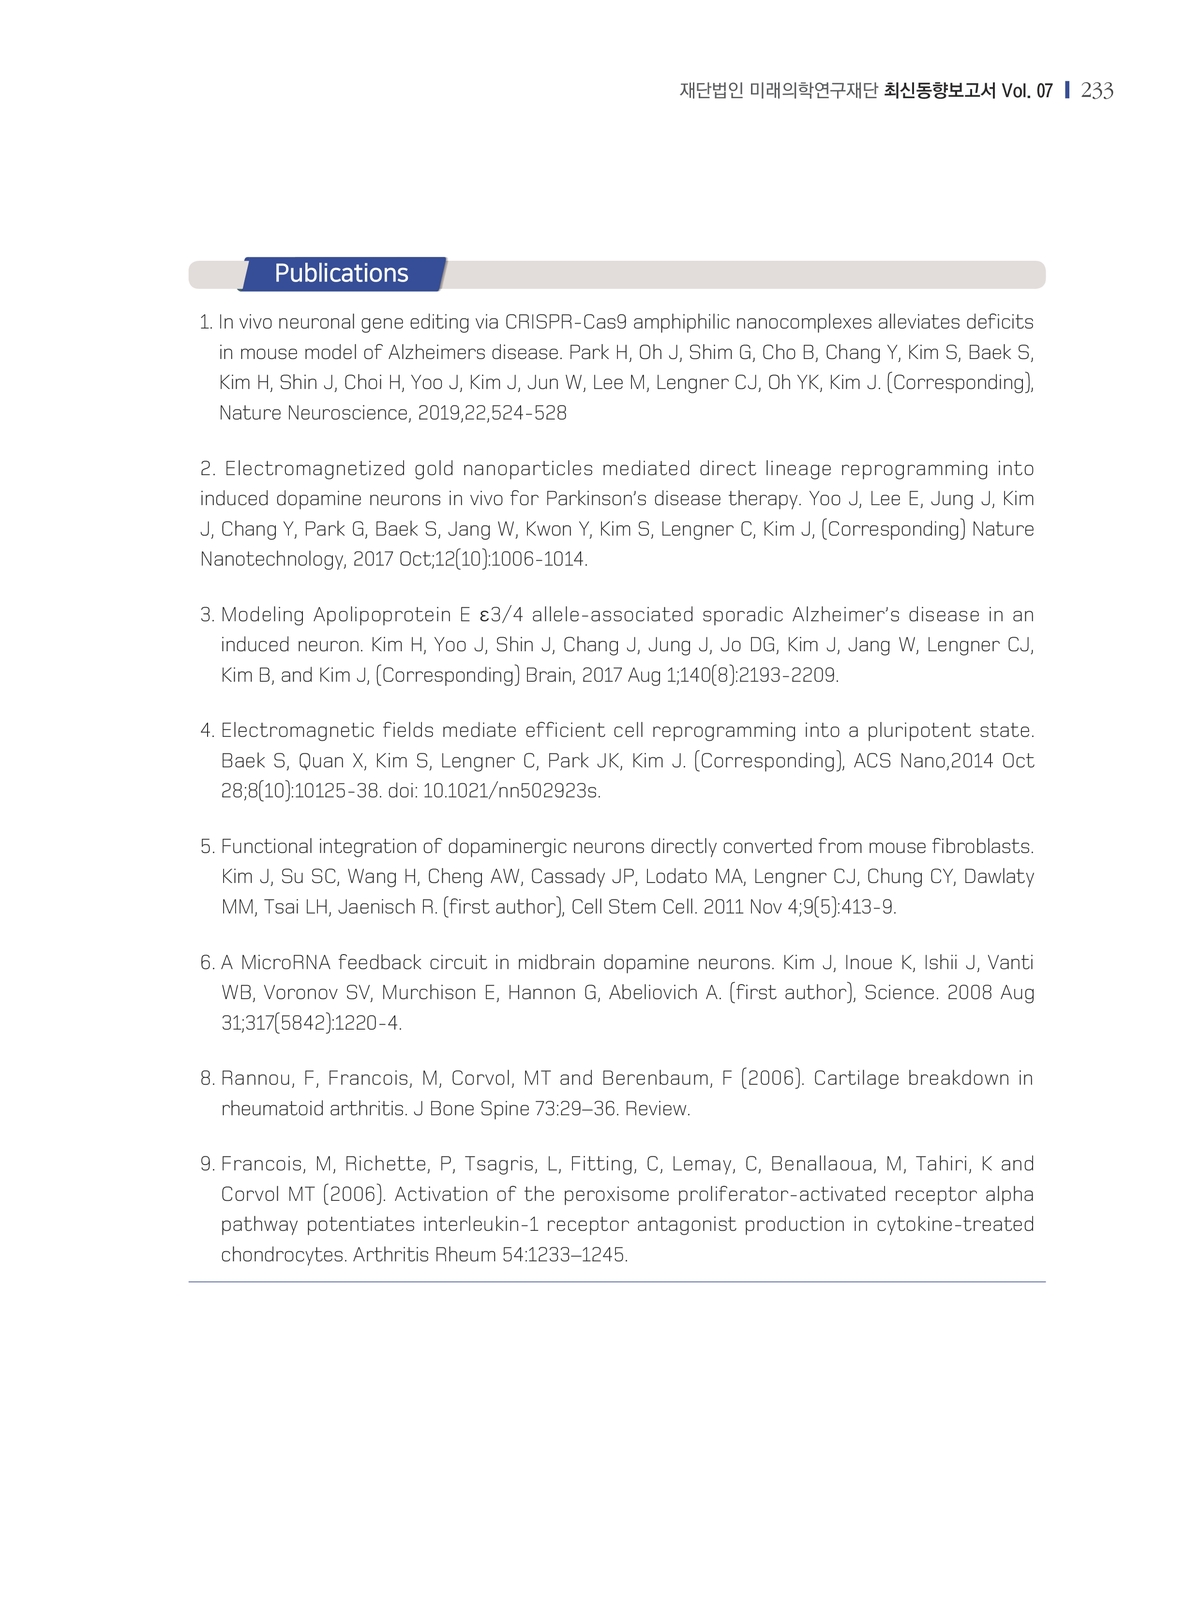 재단법인 미래의학연구재단 최신동향보고서 Vol. 07 233
Publications
1. In vivo neuronal gene editing via CRISPR-Cas9 amphiphilic nanocomplexes alleviates deficits
in mouse model of Alzheimers disease. Park H, Oh J, Shim G, Cho B, Chang Y, Kim S, Baek S,
Kim H, Shin J, Choi H, Yoo J, Kim J, Jun W, Lee M, Lengner CJ, Oh YK, Kim J. (Corresponding),
Nature Neuroscience, 2019,22,524-528
2. Electromagnetized gold nanoparticles mediated direct lineage reprogramming into
induced dopamine neurons in vivo for Parkinson's disease therapy. Yoo J, Lee E, Jung J, Kim
J, Chang Y, Park G, Baek S, Jang W, Kwon Y, Kim S, Lengner C, Kim J, (Corresponding) Nature
Nanotechnology, 2017 Oct;12(10):1006-1014.
3. Modeling Apolipoprotein E ε3/4 allele-associated sporadic Alzheimer's disease in an
induced neuron. Kim H, Yoo J, Shin J, Chang J, Jung J, Jo DG, Kim J, Jang W, Lengner CJ,
Kim B, and Kim J, (Corresponding) Brain, 2017 Aug 1;140(8):2193-2209.
4. Electromagnetic fields mediate efficient cell reprogramming into a pluripotent state.
Baek S, Quan X, Kim S, Lengner C, Park JK, Kim J. (Corresponding), ACS Nano,2014 Oct
28;8(10):10125-38. doi: 10.1021/nn502923s.
5. Functional integration of dopaminergic neurons directly converted from mouse fibroblasts.
Kim J, Su SC, Wang H, Cheng AW, Cassady JP, Lodato MA, Lengner CJ, Chung CY, Dawlaty
MM, Tsai LH, Jaenisch R. (first author), Cell Stem Cell. 2011 Nov 4;9(5):413-9.
6. A MicroRNA feedback circuit in midbrain dopamine neurons. Kim J, Inoue K, Ishii J, Vanti
WB, Voronov SV, Murchison E, Hannon G, Abeliovich A. (first author), Science. 2008 Aug
31;317(5842):1220-4.
8. Rannou, F, Francois, M, Corvol, MT and Berenbaum, F (2006). Cartilage breakdown in
rheumatoid arthritis. J Bone Spine 73:29–36. Review.
9. Francois, M, Richette, P, Tsagris, L, Fitting, C, Lemay, C, Benallaoua, M, Tahiri, K and
Corvol MT (2006). Activation of the peroxisome proliferator-activated receptor alpha
pathway potentiates interleukin-1 receptor antagonist production in cytokine-treated
chondrocytes. Arthritis Rheum 54:1233–1245.